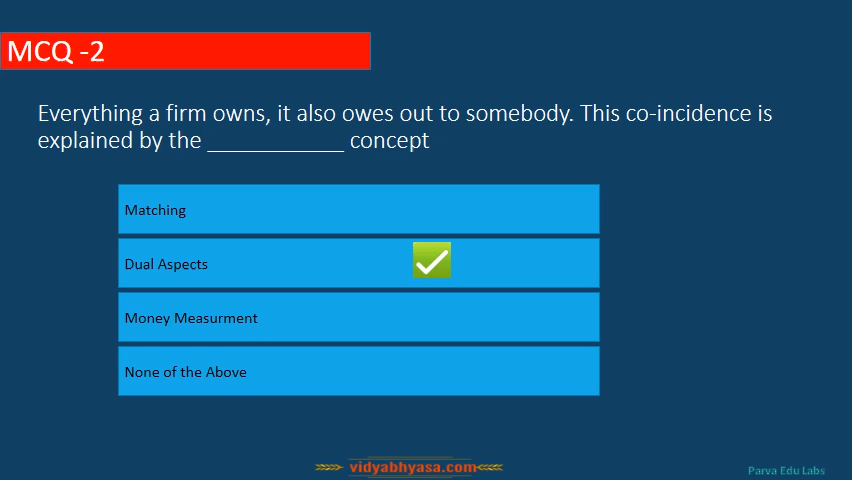 MCQ -2
Everything a firm owns, it also owes out to somebody. This co-incidence is
explained by the ____________ concept
Matching
Dual Aspects
Money Measurment
None of the Above
vidyabhyasa.com
Parva Edu Labs